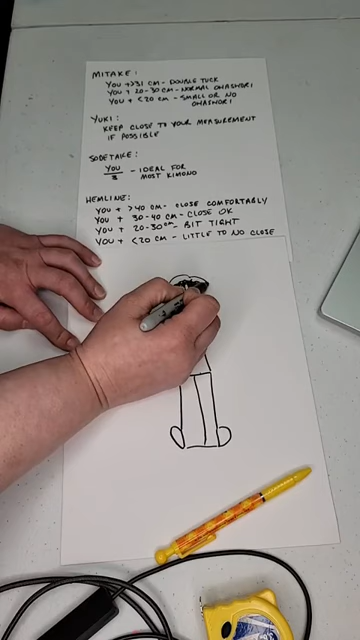 MITAKE:
YOU +>31 CM - DOUBLE TUCK
YOU + 20-30 CM - NORMAL OHASHORI
YOU + <20 CM - SMALL OR NO
OHASHORI
YUKI:
KEEP CLOSE TO YOUR MEASUREMENT
IF POSSIBLE
SODETAKE:
YOU - IDEAL FOR
3 MOST KIMONO
HEMLINE:
YOU + >40 CM - CLOSE COMFORTABLY
YOU + 30-40 CM - CLOSE OK
YOU + 20-30 CM - BIT TIGHT
YOU + <20 CM - LITTLE TO NO CLOSE